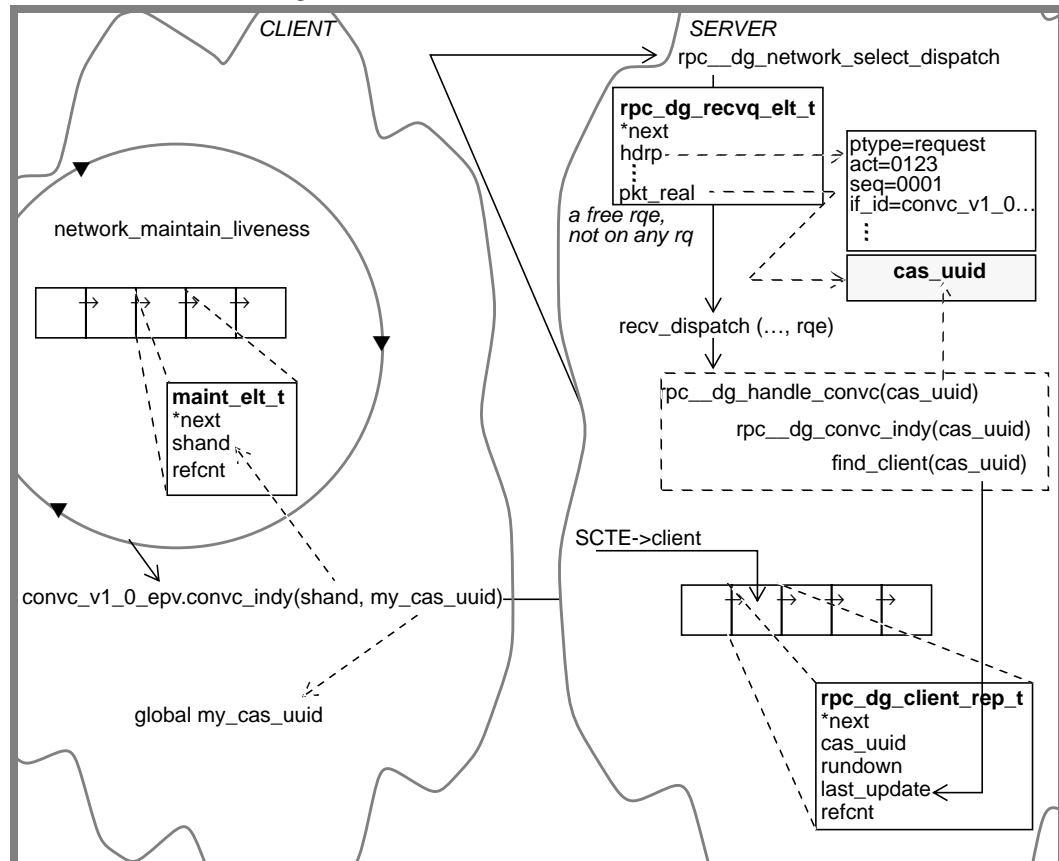 CLIENT
SERVER
rpc__dg_network_select_dispatch
rpc_dg_recvq_elt_t
*next
hdrp
⋮
pkt_real
a free rqe,
not on any rq
ptype=request
act=0123
seq=0001
if_id=convc_v1_0…
⋮
cas_uuid
recv_dispatch (…, rqe)
rpc__dg_handle_convc(cas_uuid)
rpc__dg_convc_indy(cas_uuid)
find_client(cas_uuid)
network_maintain_liveness
maint_elt_t
*next
shand
refcnt
convc_v1_0_epv.convc_indy(shand, my_cas_uuid)
global my_cas_uuid
SCTE->client
rpc_dg_client_rep_t
*next
cas_uuid
rundown
last_update
refcnt